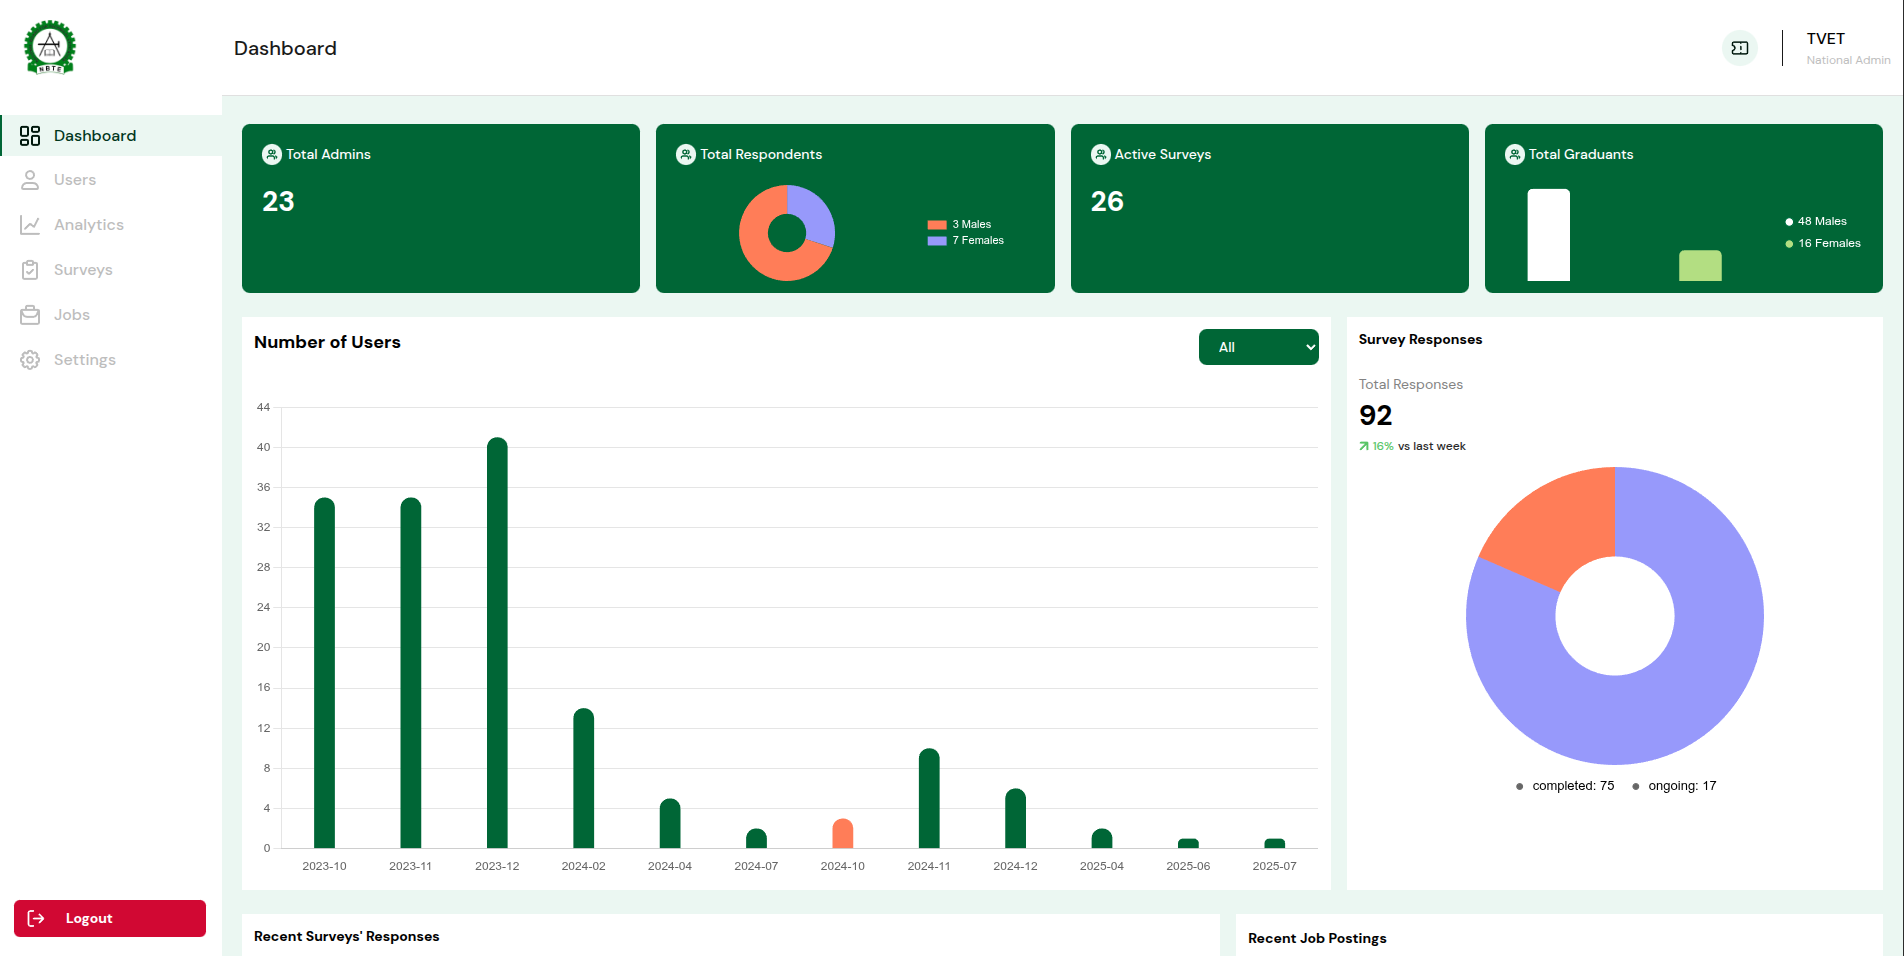 NBTE
Dashboard
TVET
National Admin
Dashboard
Users
Analytics
Surveys
Jobs
Settings
Logout
Total Admins
23
Total Respondents
3 Males
7 Females
Active Surveys
26
Total Graduants
48 Males
16 Females
Number of Users
All
44
40
36
32
28
24
20
16
12
8
4
0
2023-10 2023-11 2023-12 2024-02 2024-04 2024-07 2024-10 2024-11 2024-12 2025-04 2025-06 2025-07
Survey Responses
Total Responses
92
16% vs last week
completed: 75 ongoing: 17
Recent Surveys' Responses
Recent Job Postings